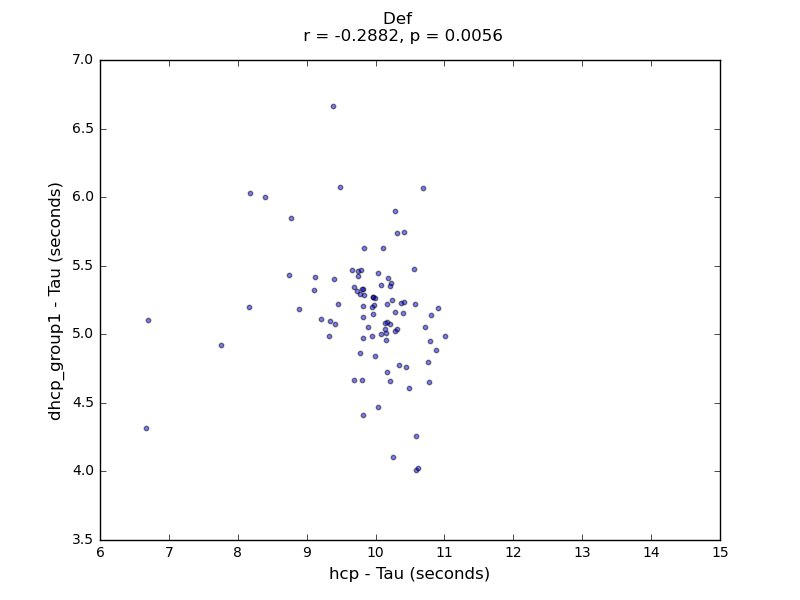 Def
r = -0.2882, p = 0.0056
7.0
6.5
6.0
5.5
5.0
4.5
4.0
3.5
dhcp_group1 - Tau (seconds)
6 7 8 9 10 11 12 13 14 15
hcp - Tau (seconds)